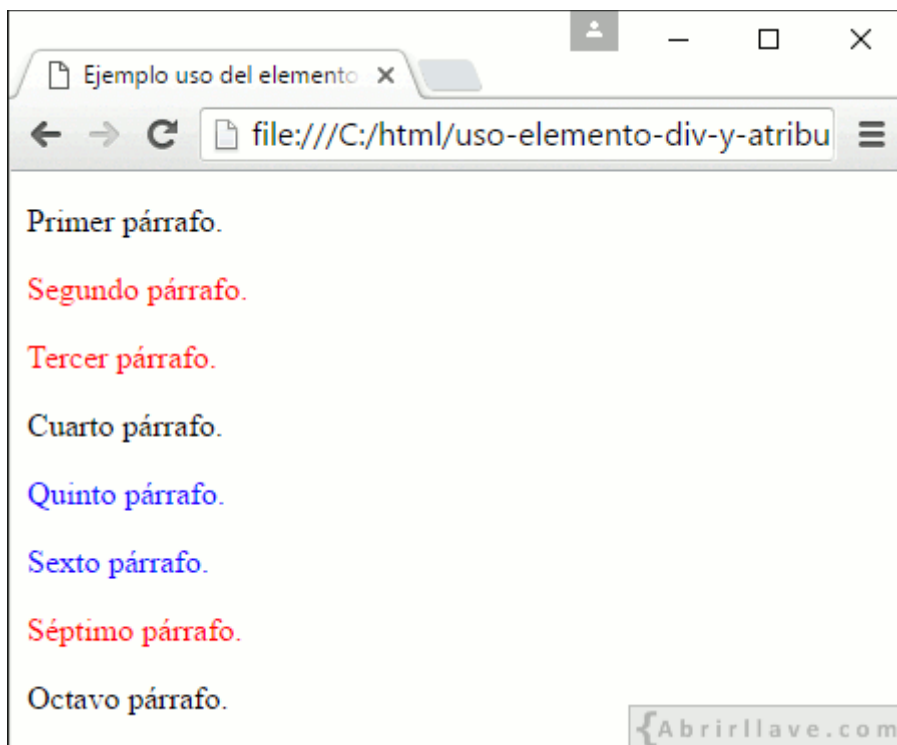 Ejemplo uso del elemento
file:///C:/html/uso-elemento-div-y-atribu
Primer párrafo.
Segundo párrafo.
Tercer párrafo.
Cuarto párrafo.
Quinto párrafo.
Sexto párrafo.
Séptimo párrafo.
Octavo párrafo.
{Abrirllave.com